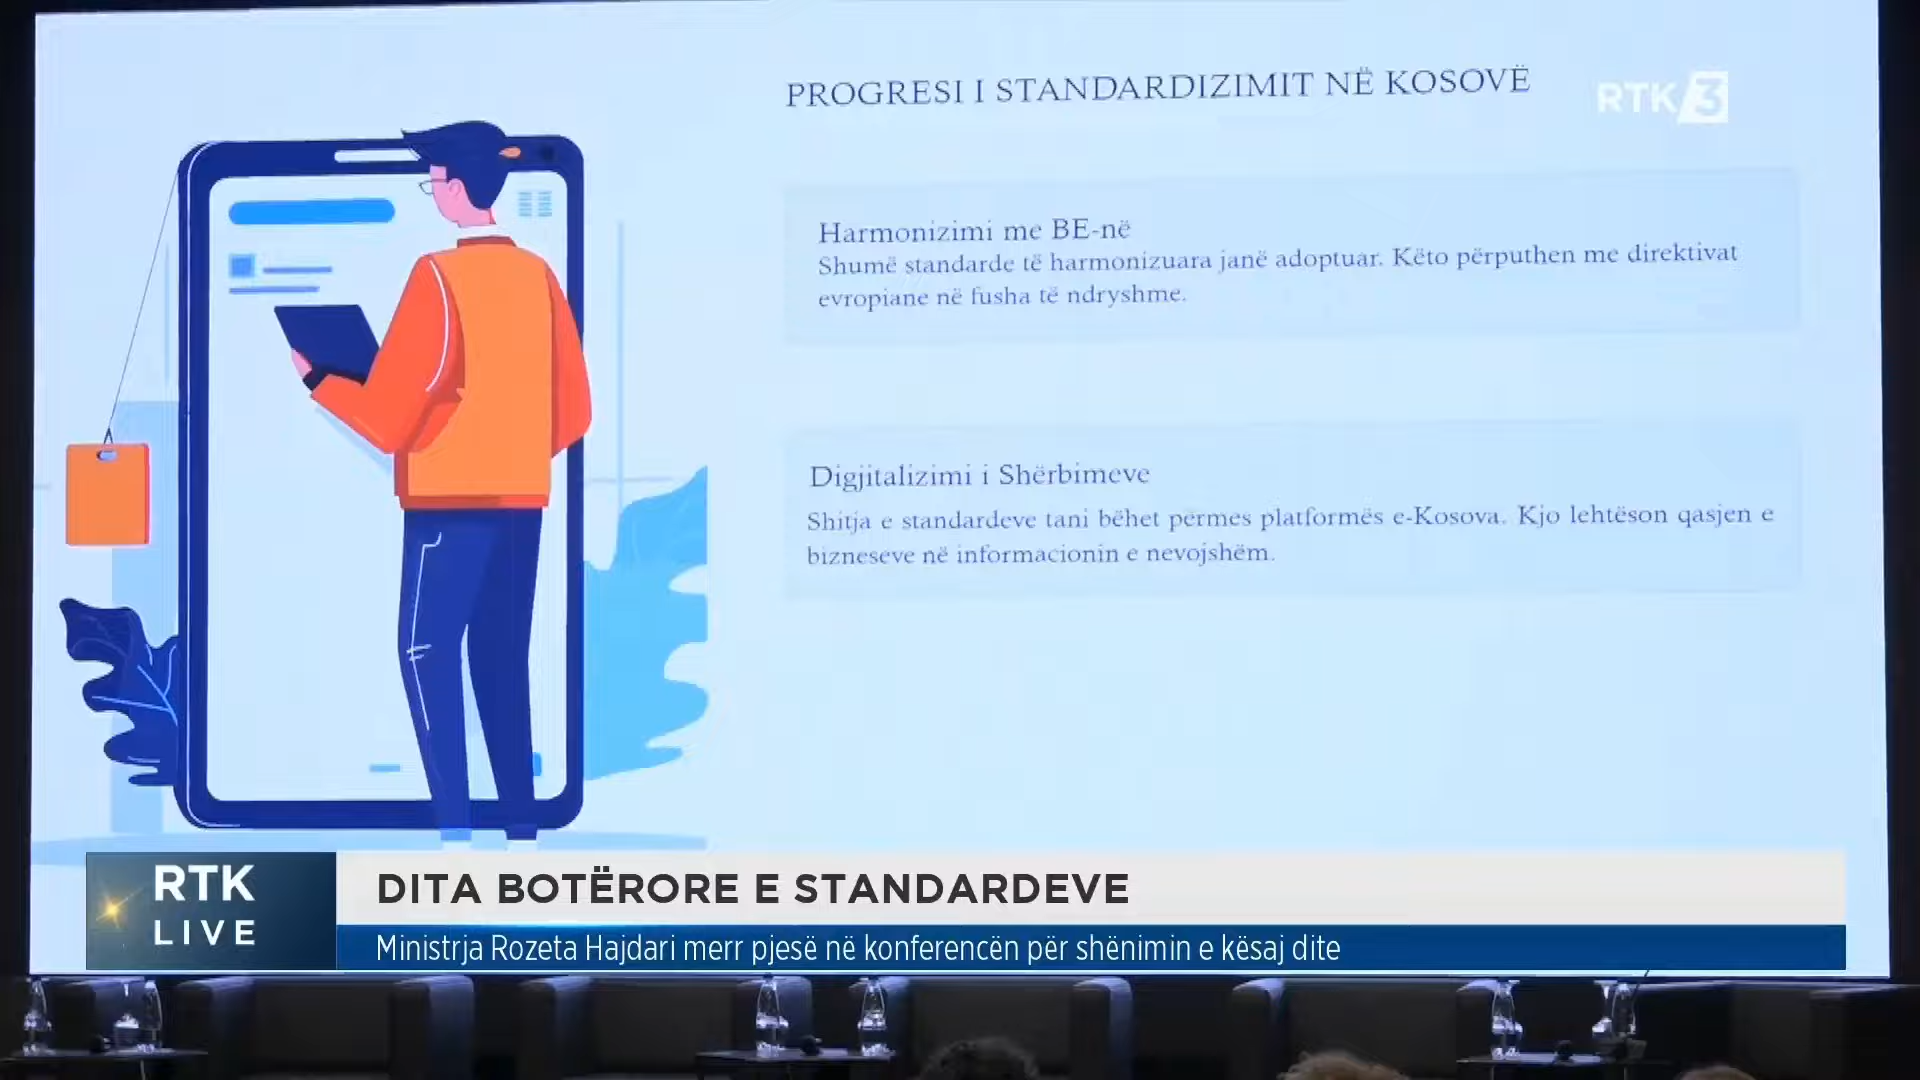 PROGRESI I STANDARDIZIMIT NË KOSOVË
RTK 3
Harmonizimi me BE-në
Shumë standarde të harmonizuara janë adoptuar. Këto përputhen me direktivat
evropiane në fusha të ndryshme.
Digjitalizimi i Shërbimeve
Shitja e standardeve tani bëhet përmes platformës e-Kosova. Kjo lehtëson qasjen e
bizneseve në informacionin e nevojshëm.
RTK
LIVE
DITA BOTËRORE E STANDARDEVE
Ministrja Rozeta Hajdari merr pjesë në konferencën për shënimin e kësaj dite